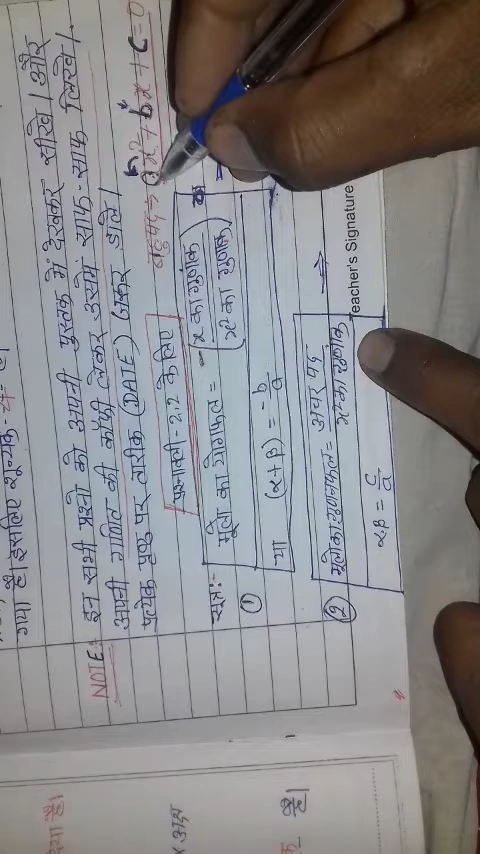 गया है। इसलिए शून्यक
NOTE:- इन सभी प्रश्नो को अपनी पुस्तक में देखकर सीखे। और
अपनी गणित की कॉपी लेकर उसमें साफ-साफ लिखे।
प्रत्येक पृष्ठ पर तारीक (DATE) जरूर डाले।
बहुपद → ax² + bx + c = 0
प्रश्नावली - 2.2 के लिए
सूत्र:-
① मूलो का योगफल = - (x का गुणांक / x² का गुणांक)
या (α+β) = -b/a
② मूलो का गुणनफल = अचर पद / x² का गुणांक
α.β = c/a
Teacher's Signature
है।